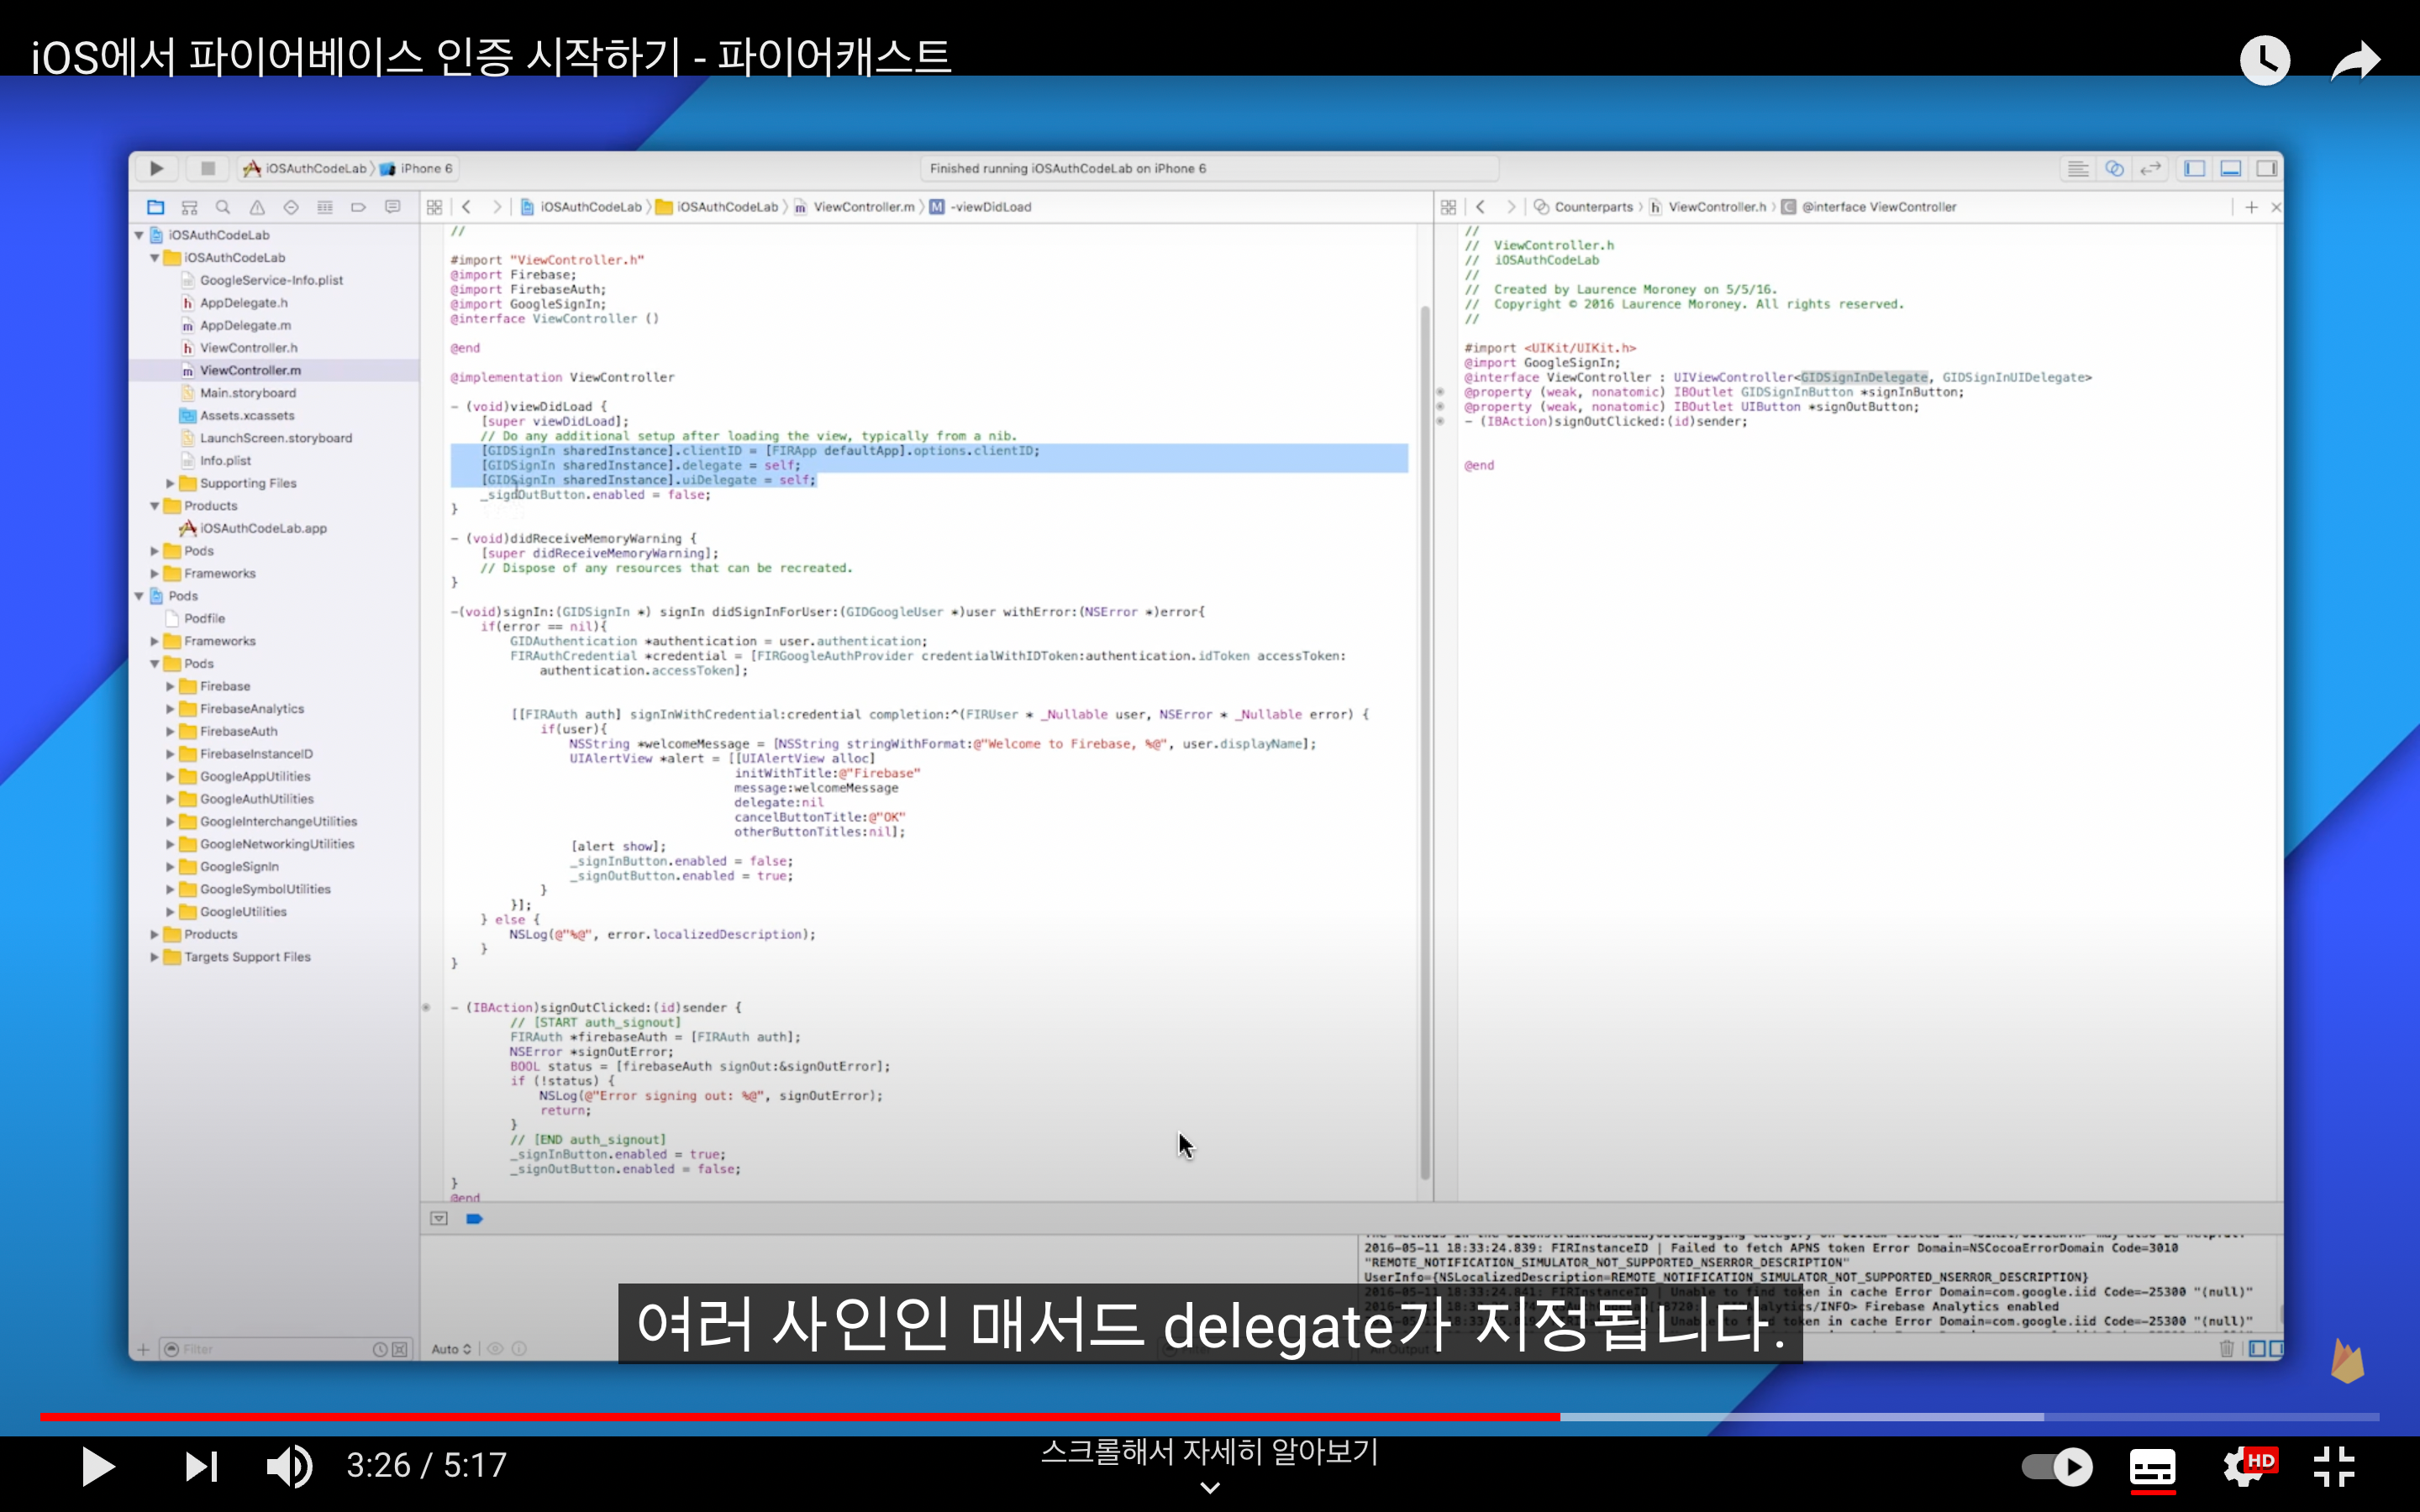 iOS에서 파이어베이스 인증 시작하기 - 파이어캐스트
iOSAuthCodeLab
iPhone 6
Finished running iOSAuthCodeLab on iPhone 6
iOSAuthCodeLab
iOSAuthCodeLab
ViewController.m
M
-viewDidLoad
Counterparts
h
ViewController.h
C
@interface ViewController
iOSAuthCodeLab
iOSAuthCodeLab
GoogleService-Info.plist
AppDelegate.h
AppDelegate.m
ViewController.h
ViewController.m
Main.storyboard
Assets.xcassets
LaunchScreen.storyboard
Info.plist
Supporting Files
Products
iOSAuthCodeLab.app
Pods
Frameworks
Pods
Podfile
Frameworks
Pods
Firebase
FirebaseAnalytics
FirebaseAuth
FirebaseInstanceID
GoogleAppUtilities
GoogleAuthUtilities
GoogleInterchangeUtilities
GoogleNetworkingUtilities
GoogleSignIn
GoogleSymbolUtilities
GoogleUtilities
Products
Targets Support Files
Filter
//
#import "ViewController.h"
@import Firebase;
@import FirebaseAuth;
@import GoogleSignIn;
@interface ViewController ()
@end
@implementation ViewController
- (void)viewDidLoad {
[super viewDidLoad];
// Do any additional setup after loading the view, typically from a nib.
[GIDSignIn sharedInstance].clientID = [FIRApp defaultApp].options.clientID;
[GIDSignIn sharedInstance].delegate = self;
[GIDSignIn sharedInstance].uiDelegate = self;
_signOutButton.enabled = false;
}
- (void)didReceiveMemoryWarning {
[super didReceiveMemoryWarning];
// Dispose of any resources that can be recreated.
}
-(void)signIn:(GIDSignIn *) signIn didSignInForUser:(GIDGoogleUser *)user withError:(NSError *)error{
if(error == nil){
GIDAuthentication *authentication = user.authentication;
FIRAuthCredential *credential = [FIRGoogleAuthProvider credentialWithIDToken:authentication.idToken accessToken:
authentication.accessToken];
[[FIRAuth auth] signInWithCredential:credential completion:^(FIRUser * _Nullable user, NSError * _Nullable error) {
if(user){
NSString *welcomeMessage = [NSString stringWithFormat:@"Welcome to Firebase, %@", user.displayName];
UIAlertView *alert = [[UIAlertView alloc]
initWithTitle:@"Firebase"
message:welcomeMessage
delegate:nil
cancelButtonTitle:@"OK"
otherButtonTitles:nil];
[alert show];
_signInButton.enabled = false;
_signOutButton.enabled = true;
}
}];
} else {
NSLog(@"%@", error.localizedDescription);
}
}
- (IBAction)signOutClicked:(id)sender {
// [START auth_signout]
FIRAuth *firebaseAuth = [FIRAuth auth];
NSError *signOutError;
BOOL status = [firebaseAuth signOut:&signOutError];
if (!status) {
NSLog(@"Error signing out: %@", signOutError);
return;
}
// [END auth_signout]
_signInButton.enabled = true;
_signOutButton.enabled = false;
}
@end
//
// ViewController.h
// iOSAuthCodeLab
//
// Created by Laurence Moroney on 5/5/16.
// Copyright © 2016 Laurence Moroney. All rights reserved.
//
#import <UIKit/UIKit.h>
@import GoogleSignIn;
@interface ViewController : UIViewController<GIDSignInDelegate, GIDSignInUIDelegate>
@property (weak, nonatomic) IBOutlet GIDSignInButton *signInButton;
@property (weak, nonatomic) IBOutlet UIButton *signOutButton;
- (IBAction)signOutClicked:(id)sender;
@end
2016-05-11 18:33:24.839: FIRInstanceID | Failed to fetch APNS token Error Domain=NSCocoaErrorDomain Code=3010
"REMOTE_NOTIFICATION_SIMULATOR_NOT_SUPPORTED_NSERROR_DESCRIPTION"
UserInfo={NSLocalizedDescription=REMOTE_NOTIFICATION_SIMULATOR_NOT_SUPPORTED_NSERROR_DESCRIPTION}
2016-05-11 18:33:24.841: FIRInstanceID | Unable to find token in cache Error Domain=com.google.iid Code=-25300 "(null)"
Firebase Analytics enabled
token in cache Error Domain=com.google.iid Code=-25300 "(null)"
Auto
여러 사인인 매서드 delegate가 지정됩니다.
3:26 / 5:17
스크롤해서 자세히 알아보기
HD